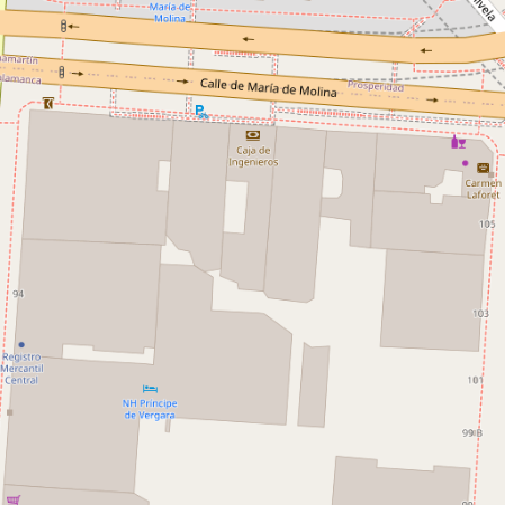 María de
Molina
Calle de María de Molina
Prosperidad
Caja de
Ingenieros
Carmen
Laforet
105
94
103
Registro
Mercantil
Central
101
NH Príncipe
de Vergara